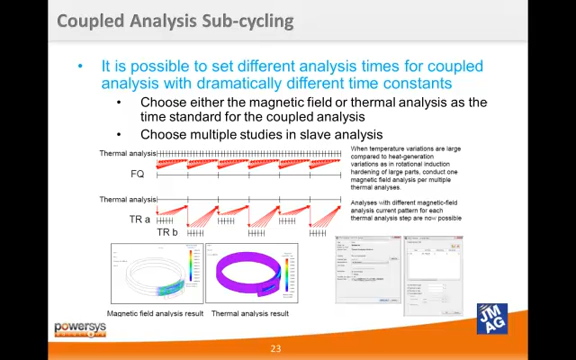 Coupled Analysis Sub-cycling
• It is possible to set different analysis times for coupled
analysis with dramatically different time constants
• Choose either the magnetic field or thermal analysis as the
time standard for the coupled analysis
• Choose multiple studies in slave analysis
Thermal analysis
FQ
Thermal analysis
TR a
TR b
When temperature variations are large
compared to heat-generation
variations as in rotational induction
hardening of large parts, conduct one
magnetic field analysis per multiple
thermal analyses.
Analyses with different magnetic-field
analysis current pattern for each
thermal analysis step are now possible
Magnetic field analysis result
Thermal analysis result
powersys
JM
AG
23